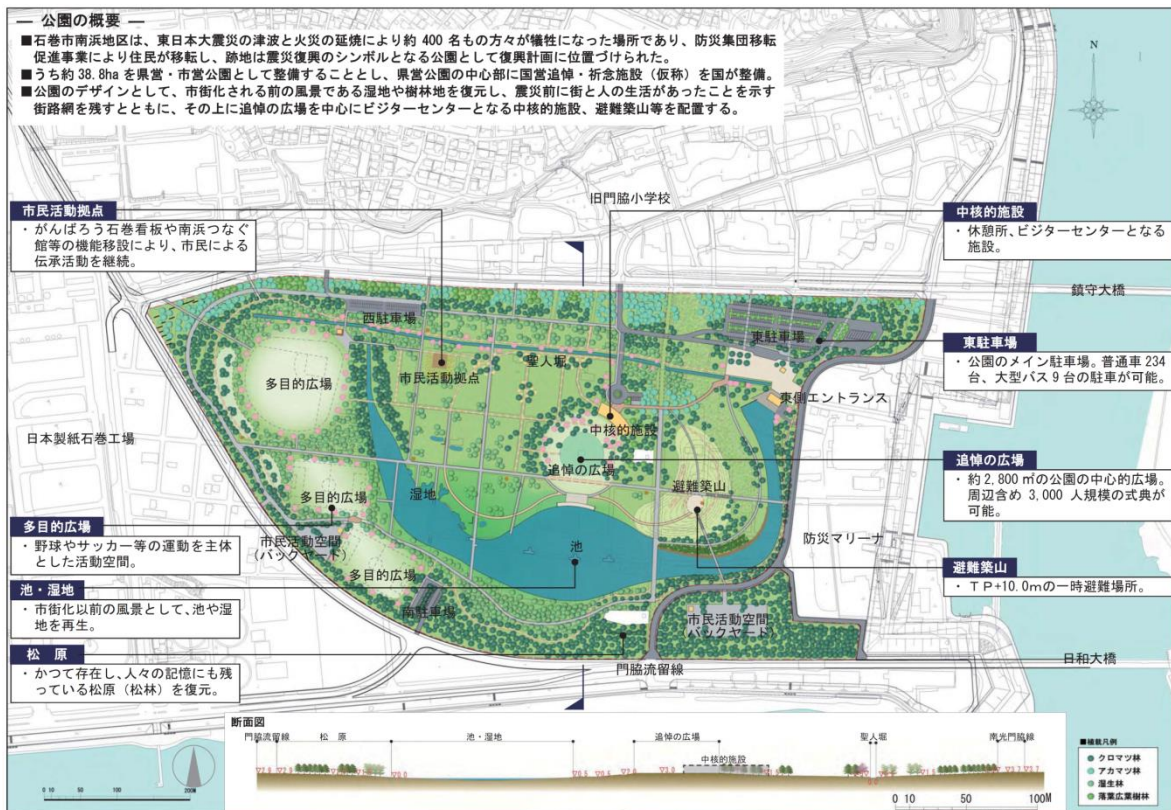 ― 公園の概要 ―
■石巻市南浜地区は、東日本大震災の津波と火災の延焼により約 400 名もの方々が犠牲になった場所であり、防災集団移転
促進事業により住民が移転し、跡地は震災復興のシンボルとなる公園として復興計画に位置づけられた。
■うち約 38.8ha を県営・市営公園として整備することとし、県営公園の中心部に国営追悼・祈念施設（仮称）を国が整備。
■公園のデザインとして、市街化される前の風景である湿地や樹林地を復元し、震災前に街と人の生活があったことを示す
街路網を残すとともに、その上に追悼の広場を中心にビジターセンターとなる中核的施設、避難築山等を配置する。
N
旧門脇小学校
市民活動拠点
・がんばろう石巻看板や南浜つなぐ
館等の機能移設により、市民による
伝承活動を継続。
中核的施設
・休憩所、ビジターセンターとなる
施設。
鎮守大橋
西駐車場
東駐車場
聖人堀
市民活動拠点
多目的広場
東駐車場
・公園のメイン駐車場。普通車 234
台、大型バス 9 台の駐車が可能。
東側エントランス
日本製紙石巻工場
中核的施設
追悼の広場
追悼の広場
・約 2,800 ㎡の公園の中心的広場。
周辺含め 3,000 人規模の式典が
可能。
避難築山
湿地
多目的広場
多目的広場
・野球やサッカー等の運動を主体
とした活動空間。
市民活動空間
（バックヤード）
防災マリーナ
池
多目的広場
避難築山
・ＴＰ+10.0ｍの一時避難場所。
池・湿地
・市街化以前の風景として、池や湿
地を再生。
南駐車場
市民活動空間
バックヤード）
松 原
・かつて存在し、人々の記憶にも残
っている松原（松林）を復元。
門脇流留線
日和大橋
断面図
門脇流留線
松 原
池・湿地
追悼の広場
中核的施設
聖人堀
南光門脇線
■植栽凡例
クロマツ林
アカマツ林
湿生林
落葉広葉樹林
0 50 100 200M
0 10 50 100M